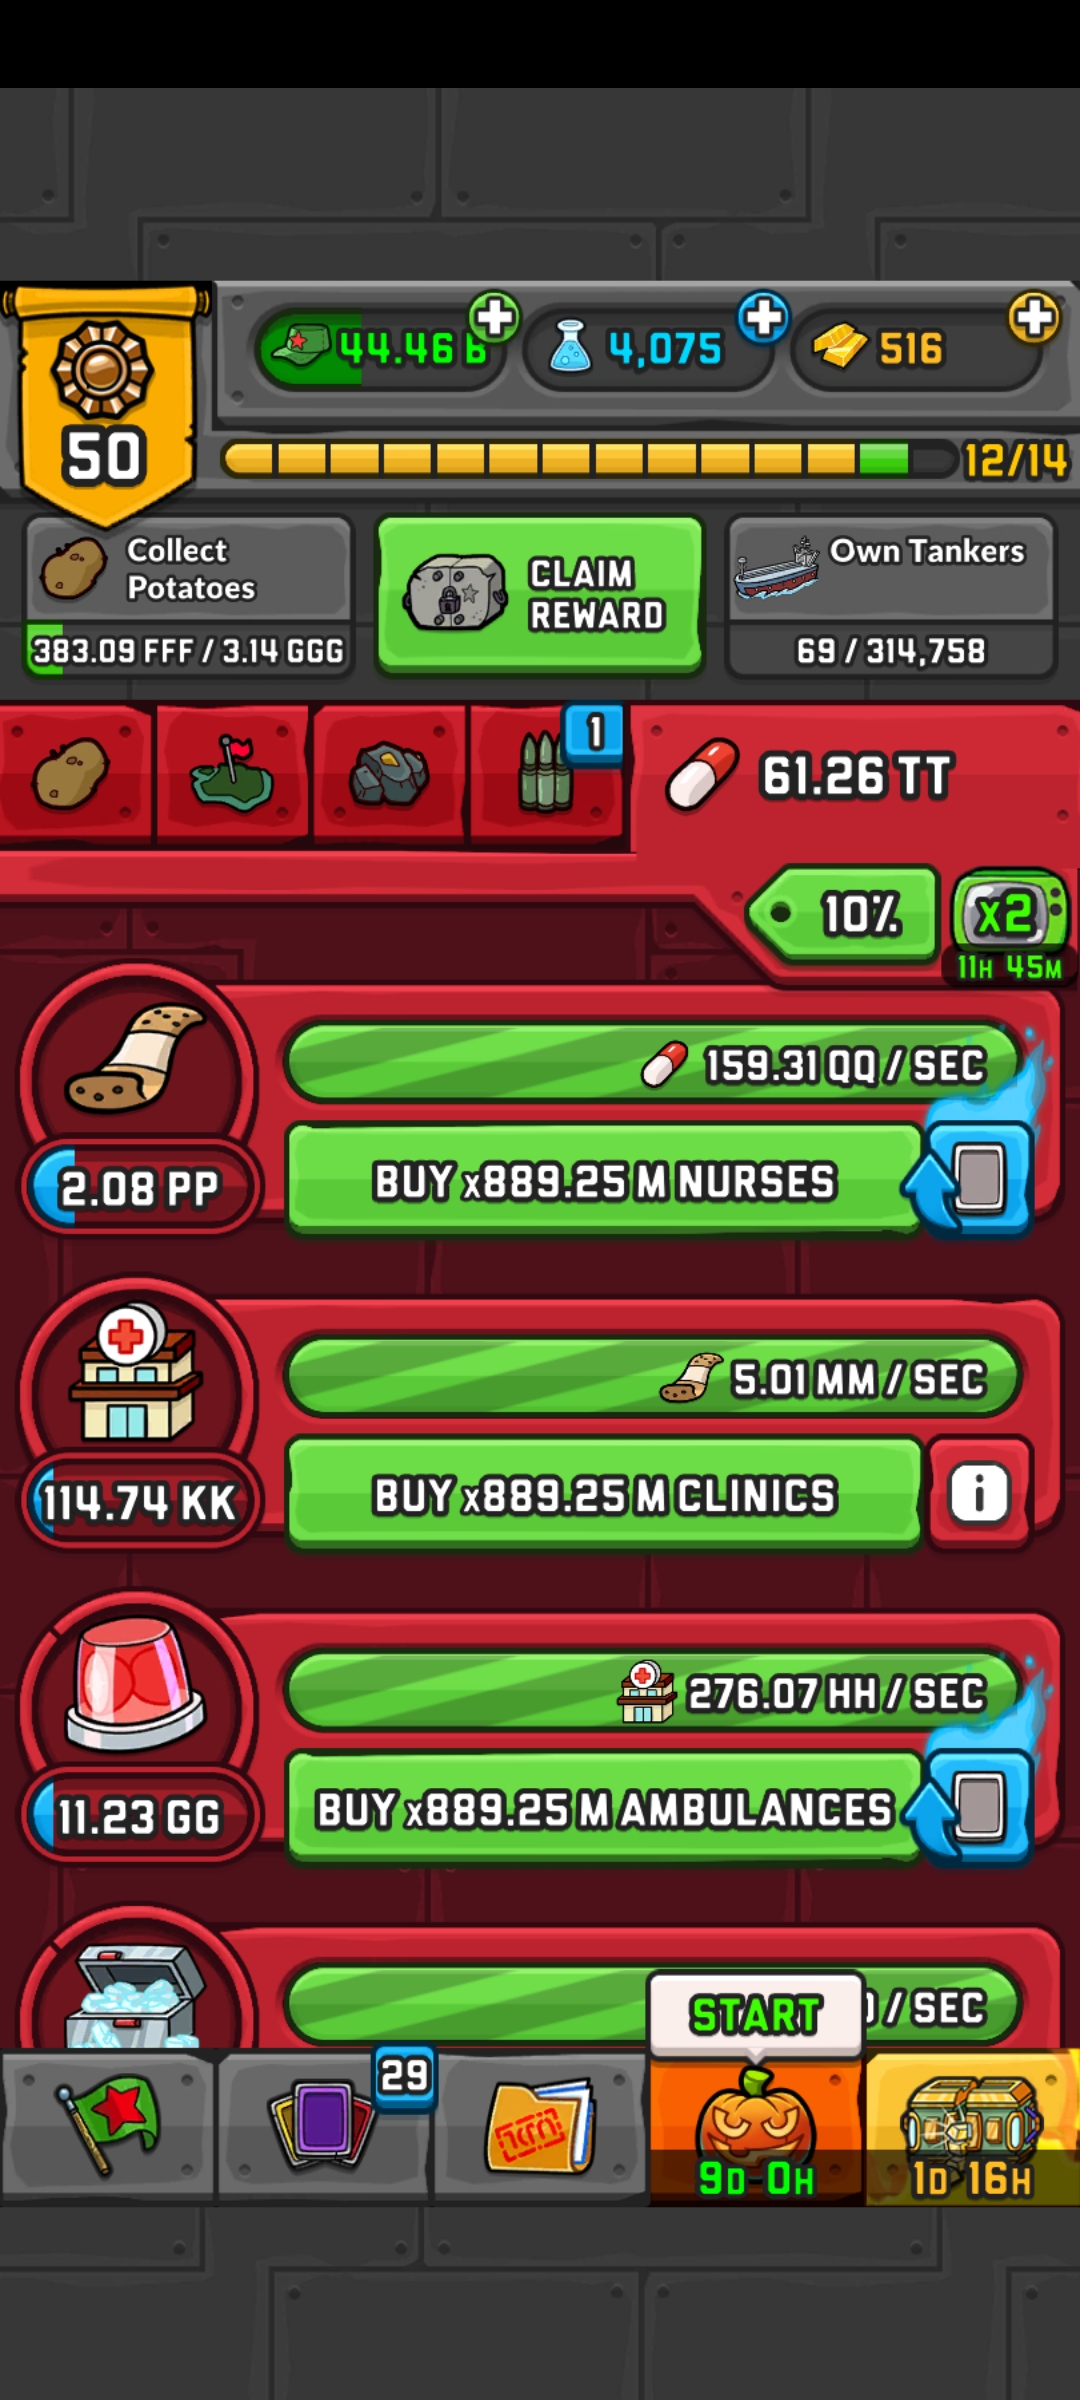 44.46 B
4,075
516
50
12/14
Collect
Potatoes
383.09 FFF / 3.14 GGG
CLAIM
REWARD
Own Tankers
69 / 314,758
1
61.26 TT
10%
x2
11H 45M
159.31 QQ / SEC
2.08 PP
BUY x889.25 M NURSES
5.01 MM / SEC
114.74 KK
BUY x889.25 M CLINICS
i
276.07 HH / SEC
11.23 GG
BUY x889.25 M AMBULANCES
/ SEC
START
29
9D 0H
1D 16H